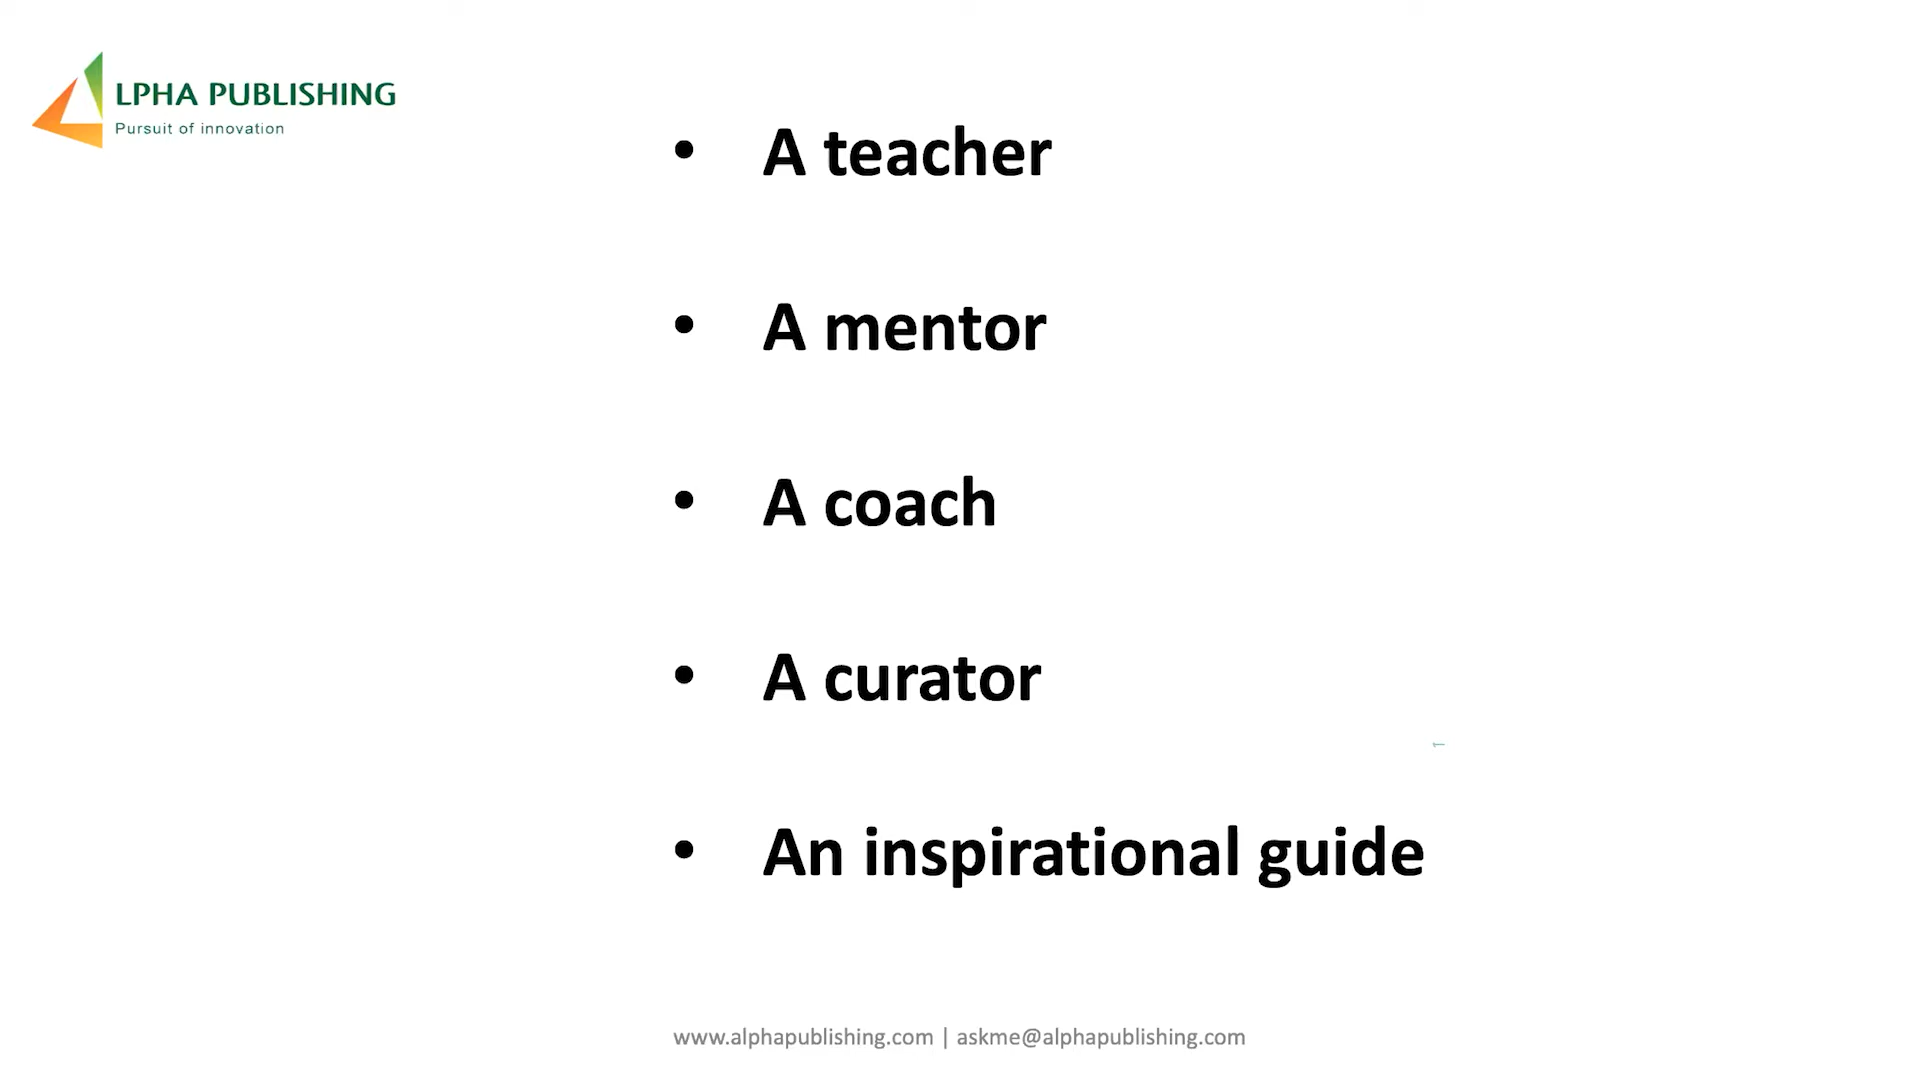 LPHA PUBLISHING
Pursuit of innovation
• A teacher
• A mentor
• A coach
• A curator
• An inspirational guide
www.alphapublishing.com | askme@alphapublishing.com